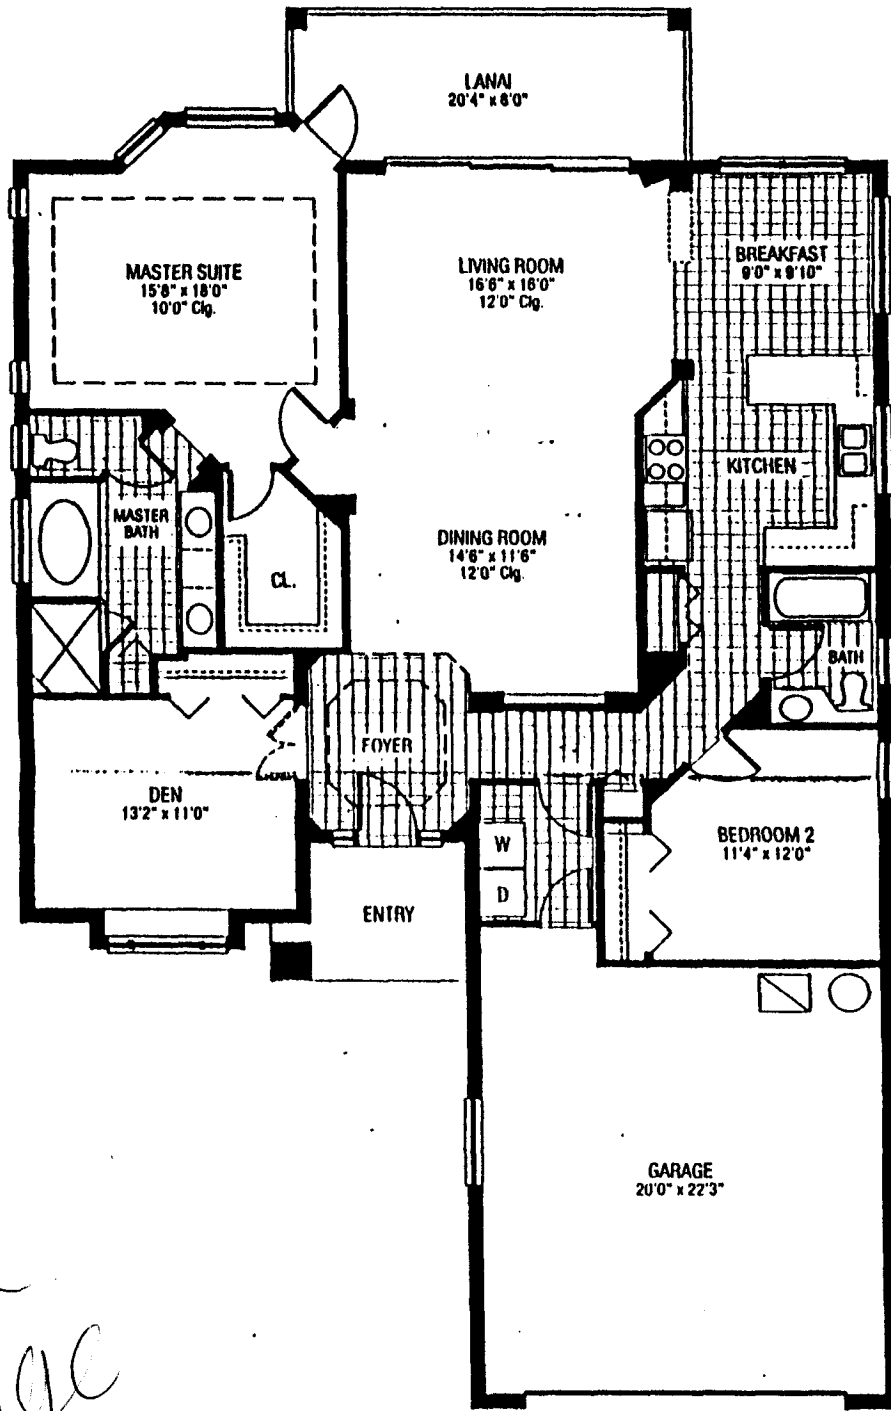 LANAI
20'4" x 8'0"
MASTER SUITE
15'8" x 18'0"
10'0" Clg.
LIVING ROOM
16'6" x 16'0"
12'0" Clg.
BREAKFAST
9'0" x 9'10"
KITCHEN
MASTER
BATH
CL.
DINING ROOM
14'6" x 11'6"
12'0" Clg.
BATH
FOYER
DEN
13'2" x 11'0"
W
D
BEDROOM 2
11'4" x 12'0"
ENTRY
GARAGE
20'0" x 22'3"